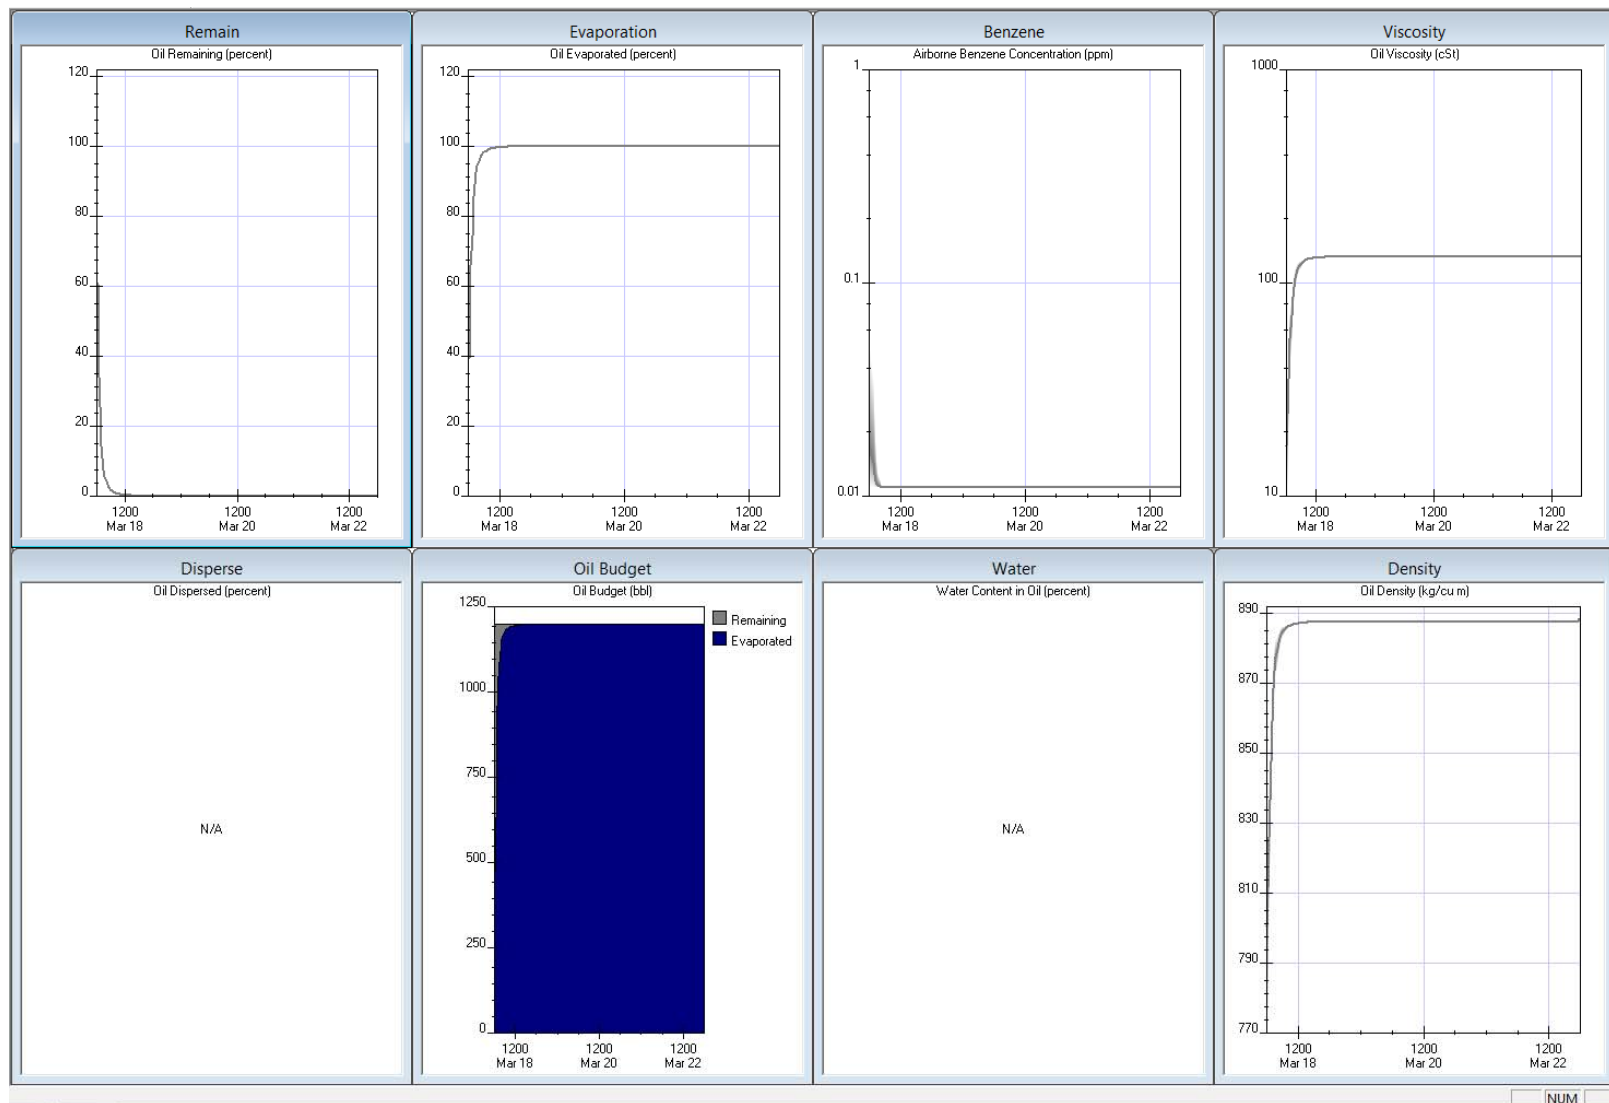 Remain
Oil Remaining (percent)
120
100
80
60
40
20
0
1200 1200 1200
Mar 18 Mar 20 Mar 22
Evaporation
Oil Evaporated (percent)
120
100
80
60
40
20
0
1200 1200 1200
Mar 18 Mar 20 Mar 22
Benzene
Airborne Benzene Concentration (ppm)
1
0.1
0.01
1200 1200 1200
Mar 18 Mar 20 Mar 22
Viscosity
Oil Viscosity (cSt)
1000
100
10
1200 1200 1200
Mar 18 Mar 20 Mar 22
Disperse
Oil Dispersed (percent)
N/A
Oil Budget
Oil Budget (bbl)
1250
1000
750
500
250
0
Remaining
Evaporated
1200 1200 1200
Mar 18 Mar 20 Mar 22
Water
Water Content in Oil (percent)
N/A
Density
Oil Density (kg/cu m)
890
870
850
830
810
790
770
1200 1200 1200
Mar 18 Mar 20 Mar 22
NUM